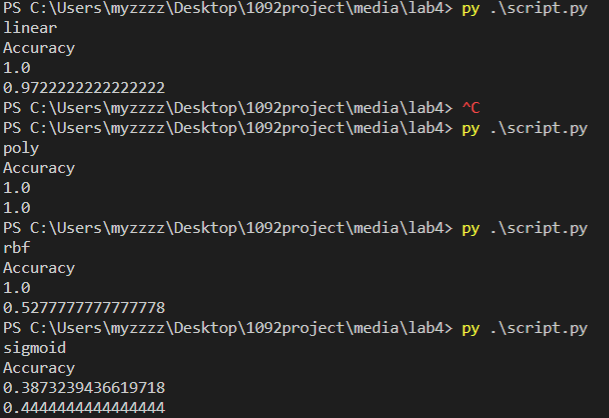 PS C:\Users\myzzzz\Desktop\1092project\media\lab4> py .\script.py
linear
Accuracy
1.0
0.9722222222222222
PS C:\Users\myzzzz\Desktop\1092project\media\lab4> ^C
PS C:\Users\myzzzz\Desktop\1092project\media\lab4> py .\script.py
poly
Accuracy
1.0
1.0
PS C:\Users\myzzzz\Desktop\1092project\media\lab4> py .\script.py
rbf
Accuracy
1.0
0.5277777777777778
PS C:\Users\myzzzz\Desktop\1092project\media\lab4> py .\script.py
sigmoid
Accuracy
0.3873239436619718
0.4444444444444444